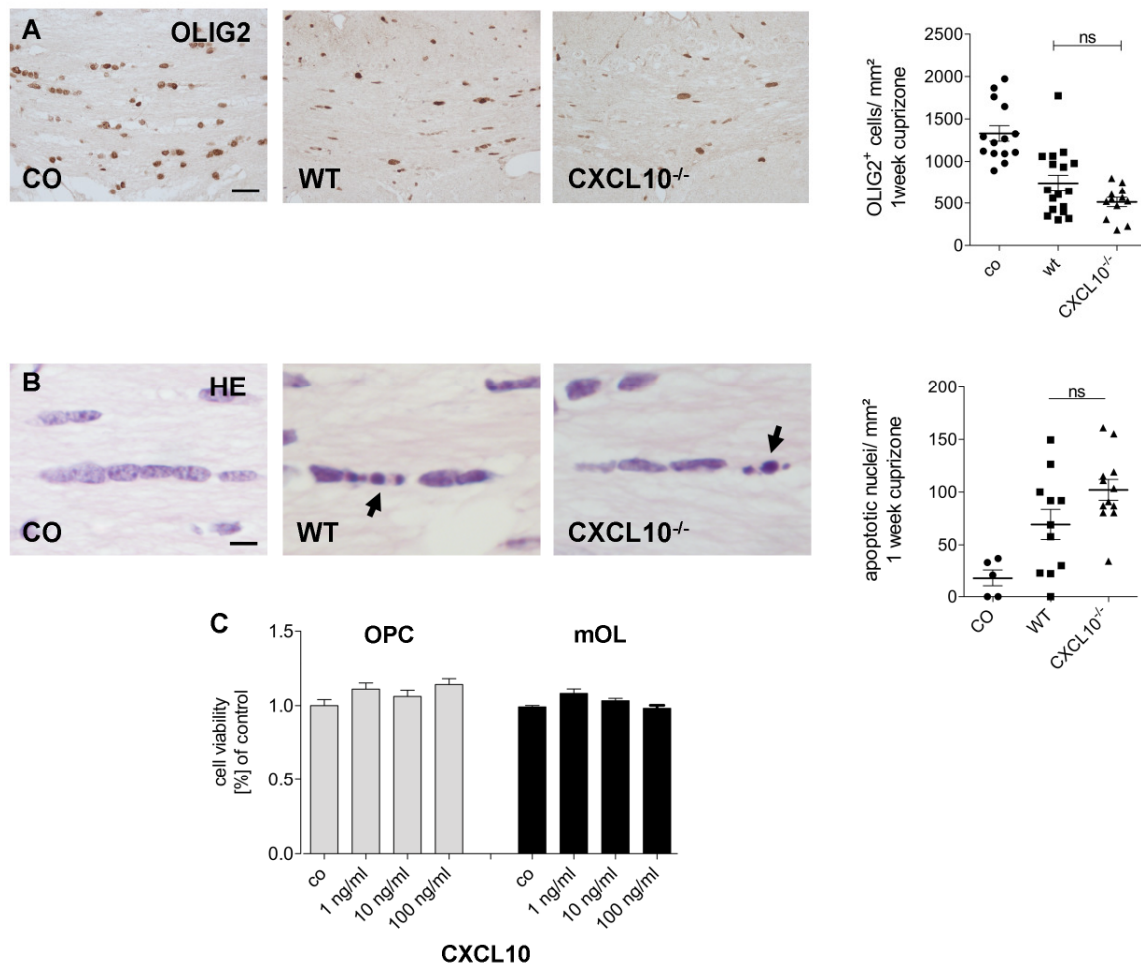 A OLIG2
CO
WT
CXCL10⁻/⁻
OLIG2⁺ cells/ mm²
1week cuprizone
2500
2000
1500
1000
500
0
ns
co
wt
CXCL10⁻/⁻
B HE
CO
WT
CXCL10⁻/⁻
apoptotic nuclei/ mm²
1 week cuprizone
200
150
100
50
0
ns
CO
WT
CXCL10⁻/⁻
C
OPC
mOL
cell viability
[%] of control
1.5
1.0
0.5
0.0
co
1 ng/ml
10 ng/ml
100 ng/ml
co
1 ng/ml
10 ng/ml
100 ng/ml
CXCL10